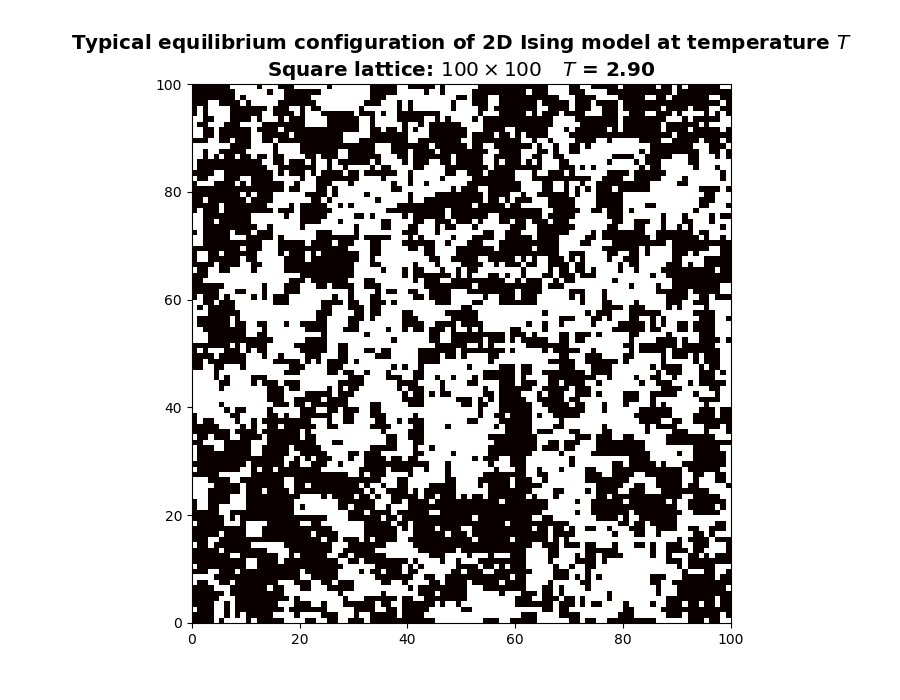 Typical equilibrium configuration of 2D Ising model at temperature T
Square lattice: 100 × 100 T = 2.90
100
80
60
40
20
0
0 20 40 60 80 100